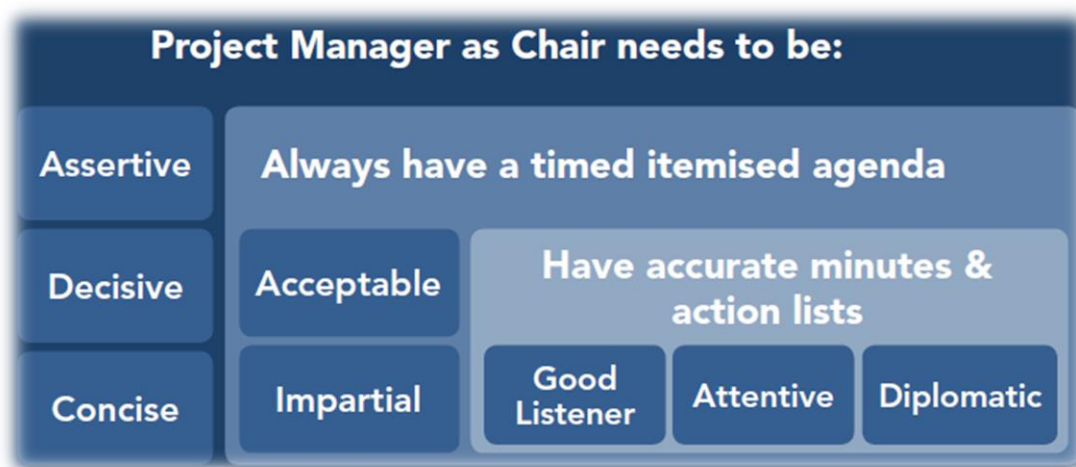 Project Manager as Chair needs to be:
Assertive
Always have a timed itemised agenda
Decisive
Acceptable
Have accurate minutes &
action lists
Concise
Impartial
Good
Listener
Attentive
Diplomatic